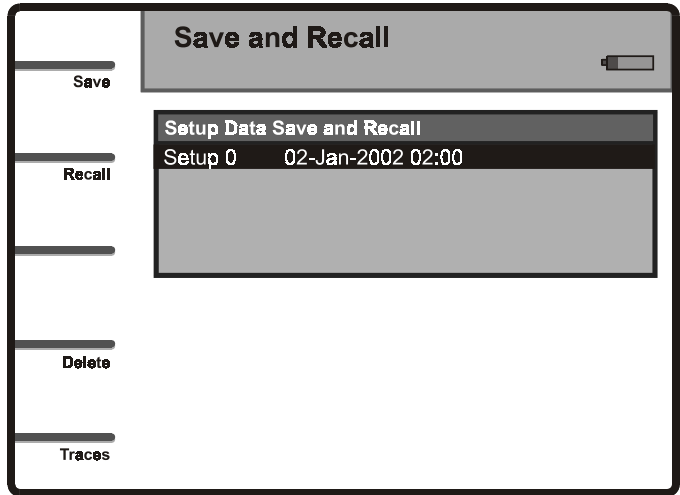 Save and Recall
Save
Setup Data Save and Recall
Setup 0 02-Jan-2002 02:00
Recall
Delete
Traces